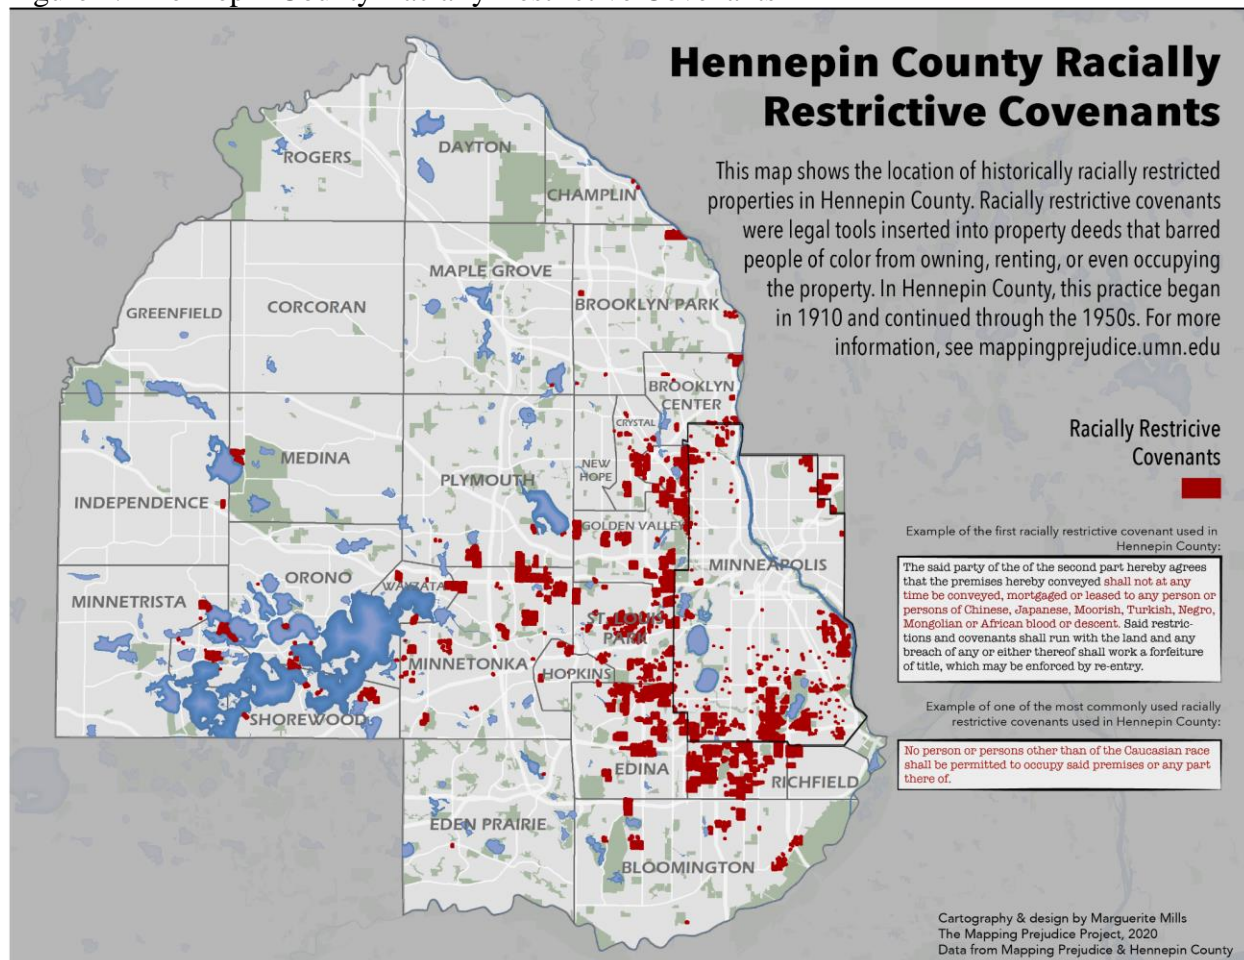 Hennepin County Racially
Restrictive Covenants
This map shows the location of historically racially restricted
properties in Hennepin County. Racially restrictive covenants
were legal tools inserted into property deeds that barred
people of color from owning, renting, or even occupying
the property. In Hennepin County, this practice began
in 1910 and continued through the 1950s. For more
information, see mappingprejudice.umn.edu
Racially Restricive
Covenants
Example of the first racially restrictive covenant used in
Hennepin County:
The said party of the of the second part hereby agrees
that the premises hereby conveyed shall not at any
time be conveyed, mortgaged or leased to any person or
persons of Chinese, Japanese, Moorish, Turkish, Negro,
Mongolian or African blood or descent. Said restric-
tions and covenants shall run with the land and any
breach of any or either thereof shall work a forfeiture
of title, which may be enforced by re-entry.
Example of one of the most commonly used racially
restrictive covenants used in Hennepin County:
No person or persons other than of the Caucasian race
shall be permitted to occupy said premises or any part
there of.
Cartography & design by Marguerite Mills
The Mapping Prejudice Project, 2020
Data from Mapping Prejudice & Hennepin County
ROGERS
DAYTON
CHAMPLIN
MAPLE GROVE
GREENFIELD
CORCORAN
BROOKLYN PARK
BROOKLYN
CENTER
CRYSTAL
MEDINA
NEW
HOPE
PLYMOUTH
INDEPENDENCE
GOLDEN VALLEY
MINNEAPOLIS
ORONO
WAYZATA
MINNETRISTA
ST. LOUIS
PARK
MINNETONKA
HOPKINS
SHOREWOOD
EDINA
RICHFIELD
EDEN PRAIRIE
BLOOMINGTON